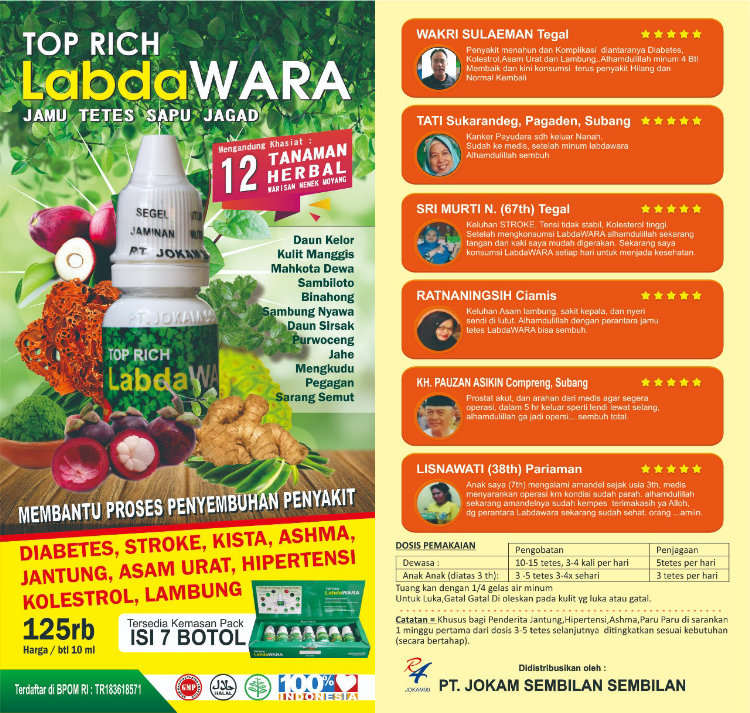 TOP RICH
LabdaWARA
JAMU TETES SAPU JAGAD
Mengandung Khasiat :
12 TANAMAN
HERBAL
WARISAN NENEK MOYANG
SEGEL
JAMINAN
PT. JOKAM
PT. JOKAM
TOP RICH
LabdaWA
Daun Kelor
Kulit Manggis
Mahkota Dewa
Sambiloto
Binahong
Sambung Nyawa
Daun Sirsak
Purwoceng
Jahe
Mengkudu
Pegagan
Sarang Semut
MEMBANTU PROSES PENYEMBUHAN PENYAKIT
DIABETES, STROKE, KISTA, ASHMA,
JANTUNG, ASAM URAT, HIPERTENSI
KOLESTROL, LAMBUNG
125rb
Harga / btl 10 ml
Tersedia Kemasan Pack
ISI 7 BOTOL
TOP RICH
LabdaWARA
LabdaWARA
Terdaftar di BPOM RI : TR183618571
GMP
HALAL
100%
INDONESIA
WAKRI SULAEMAN Tegal
Penyakit menahun dan Komplikasi diantaranya Diabetes,
Kolestrol,Asam Urat dan Lambung..Alhamdulillah minum 4 Btl
Membaik dan kini konsumsi terus penyakit Hilang dan
Normal Kembali
TATI Sukarandeg, Pagaden, Subang
Kanker Payudara sdh keluar Nanah.
Sudah ke medis, setelah minum labdawara
Alhamdulillah sembuh
SRI MURTI N. (67th) Tegal
Keluhan STROKE, Tensi tidak stabil, Kolesterol tinggi.
Setelah mengkonsumsi LabdaWARA alhamdulillah sekarang
tangan dan kaki saya mudah digerakan. Sekarang saya
konsumsi LabdaWARA setiap hari untuk menjada kesehatan.
RATNANINGSIH Ciamis
Keluhan Asam lambung, sakit kepala, dan nyeri
sendi di lutut. Alhamdulillah dengan perantara jamu
tetes LabdaWARA bisa sembuh.
KH. PAUZAN ASIKIN Compreng, Subang
Prostat akut, dan arahan dari medis agar segera
operasi, dalam 5 hr keluar sperti lendi lewat selang,
alhamdulillah ga jadi opersi... sembuh total.
LISNAWATI (38th) Pariaman
Anak saya (7th) mengalami amandel sejak usia 3th, medis
menyarankan operasi krn kondisi sudah parah. alhamdulillah
sekarang amandelnya sudah kempes terimakasih ya Alloh,
dg perantara Labdawara sekarang sudah sehat. orang ...amiin.
DOSIS PEMAKAIAN
Pengobatan Penjagaan
Dewasa : 10-15 tetes, 3-4 kali per hari 5tetes per hari
Anak Anak (diatas 3 th): 3 -5 tetes 3-4x sehari 3 tetes per hari
Tuang kan dengan 1/4 gelas air minum
Untuk Luka,Gatal Gatal Di oleskan pada kulit yg luka atau gatal.
Catatan = Khusus bagi Penderita Jantung,Hipertensi,Ashma,Paru Paru di sarankan
1 minggu pertama dari dosis 3-5 tetes selanjutnya ditingkatkan sesuai kebutuhan
(secara bertahap).
R4
JOKAM99
Didistribusikan oleh :
PT. JOKAM SEMBILAN SEMBILAN